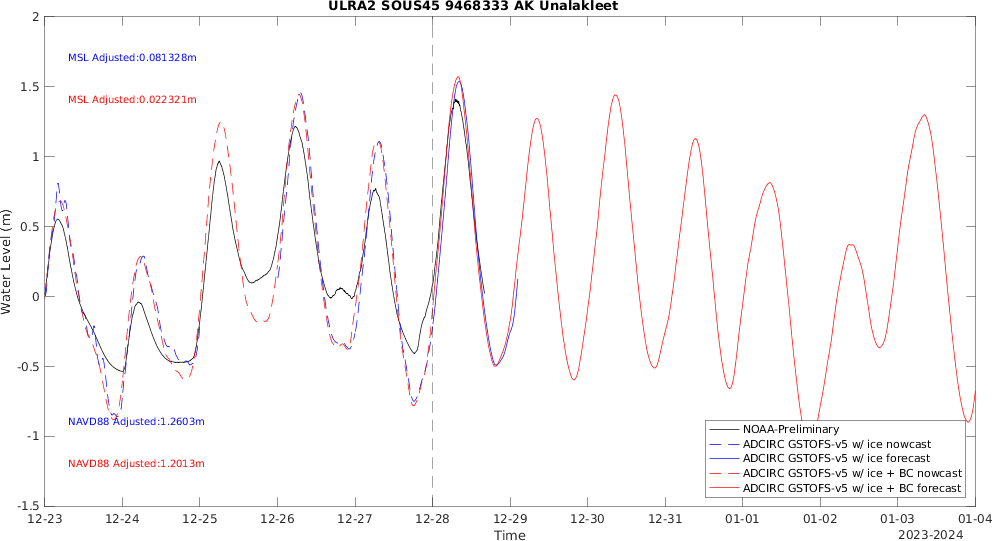 ULRA2 SOUS45 9468333 AK Unalakleet
2
1.5
1
0.5
0
-0.5
-1
-1.5
Water Level (m)
MSL Adjusted:0.081328m
MSL Adjusted:0.022321m
NAVD88 Adjusted:1.2603m
NAVD88 Adjusted:1.2013m
NOAA-Preliminary
ADCIRC GSTOFS-v5 w/ ice nowcast
ADCIRC GSTOFS-v5 w/ ice forecast
ADCIRC GSTOFS-v5 w/ice + BC nowcast
ADCIRC GSTOFS-v5 w/ice + BC forecast
12-23 12-24 12-25 12-26 12-27 12-28 12-29 12-30 12-31 01-01 01-02 01-03 01-04
Time
2023-2024